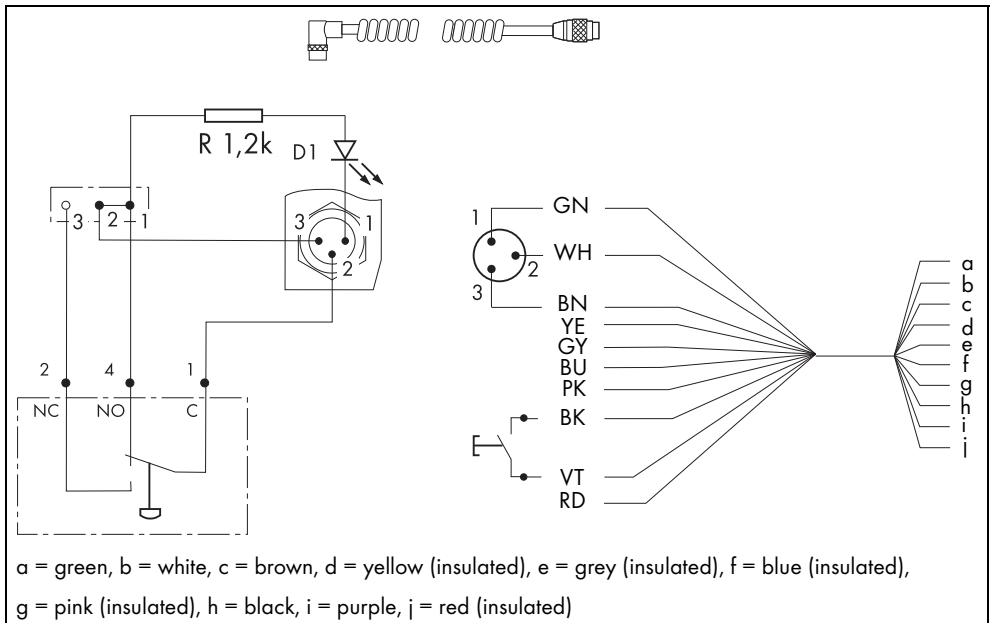 R 1,2k
D1
3 2 1
3 1
2
2 4 1
NC NO C
1 GN
WH
2
3 BN
YE
GY
BU
PK
BK
VT
RD
a
b
c
d
e
f
g
h
i
j
a = green, b = white, c = brown, d = yellow (insulated), e = grey (insulated), f = blue (insulated),
g = pink (insulated), h = black, i = purple, j = red (insulated)